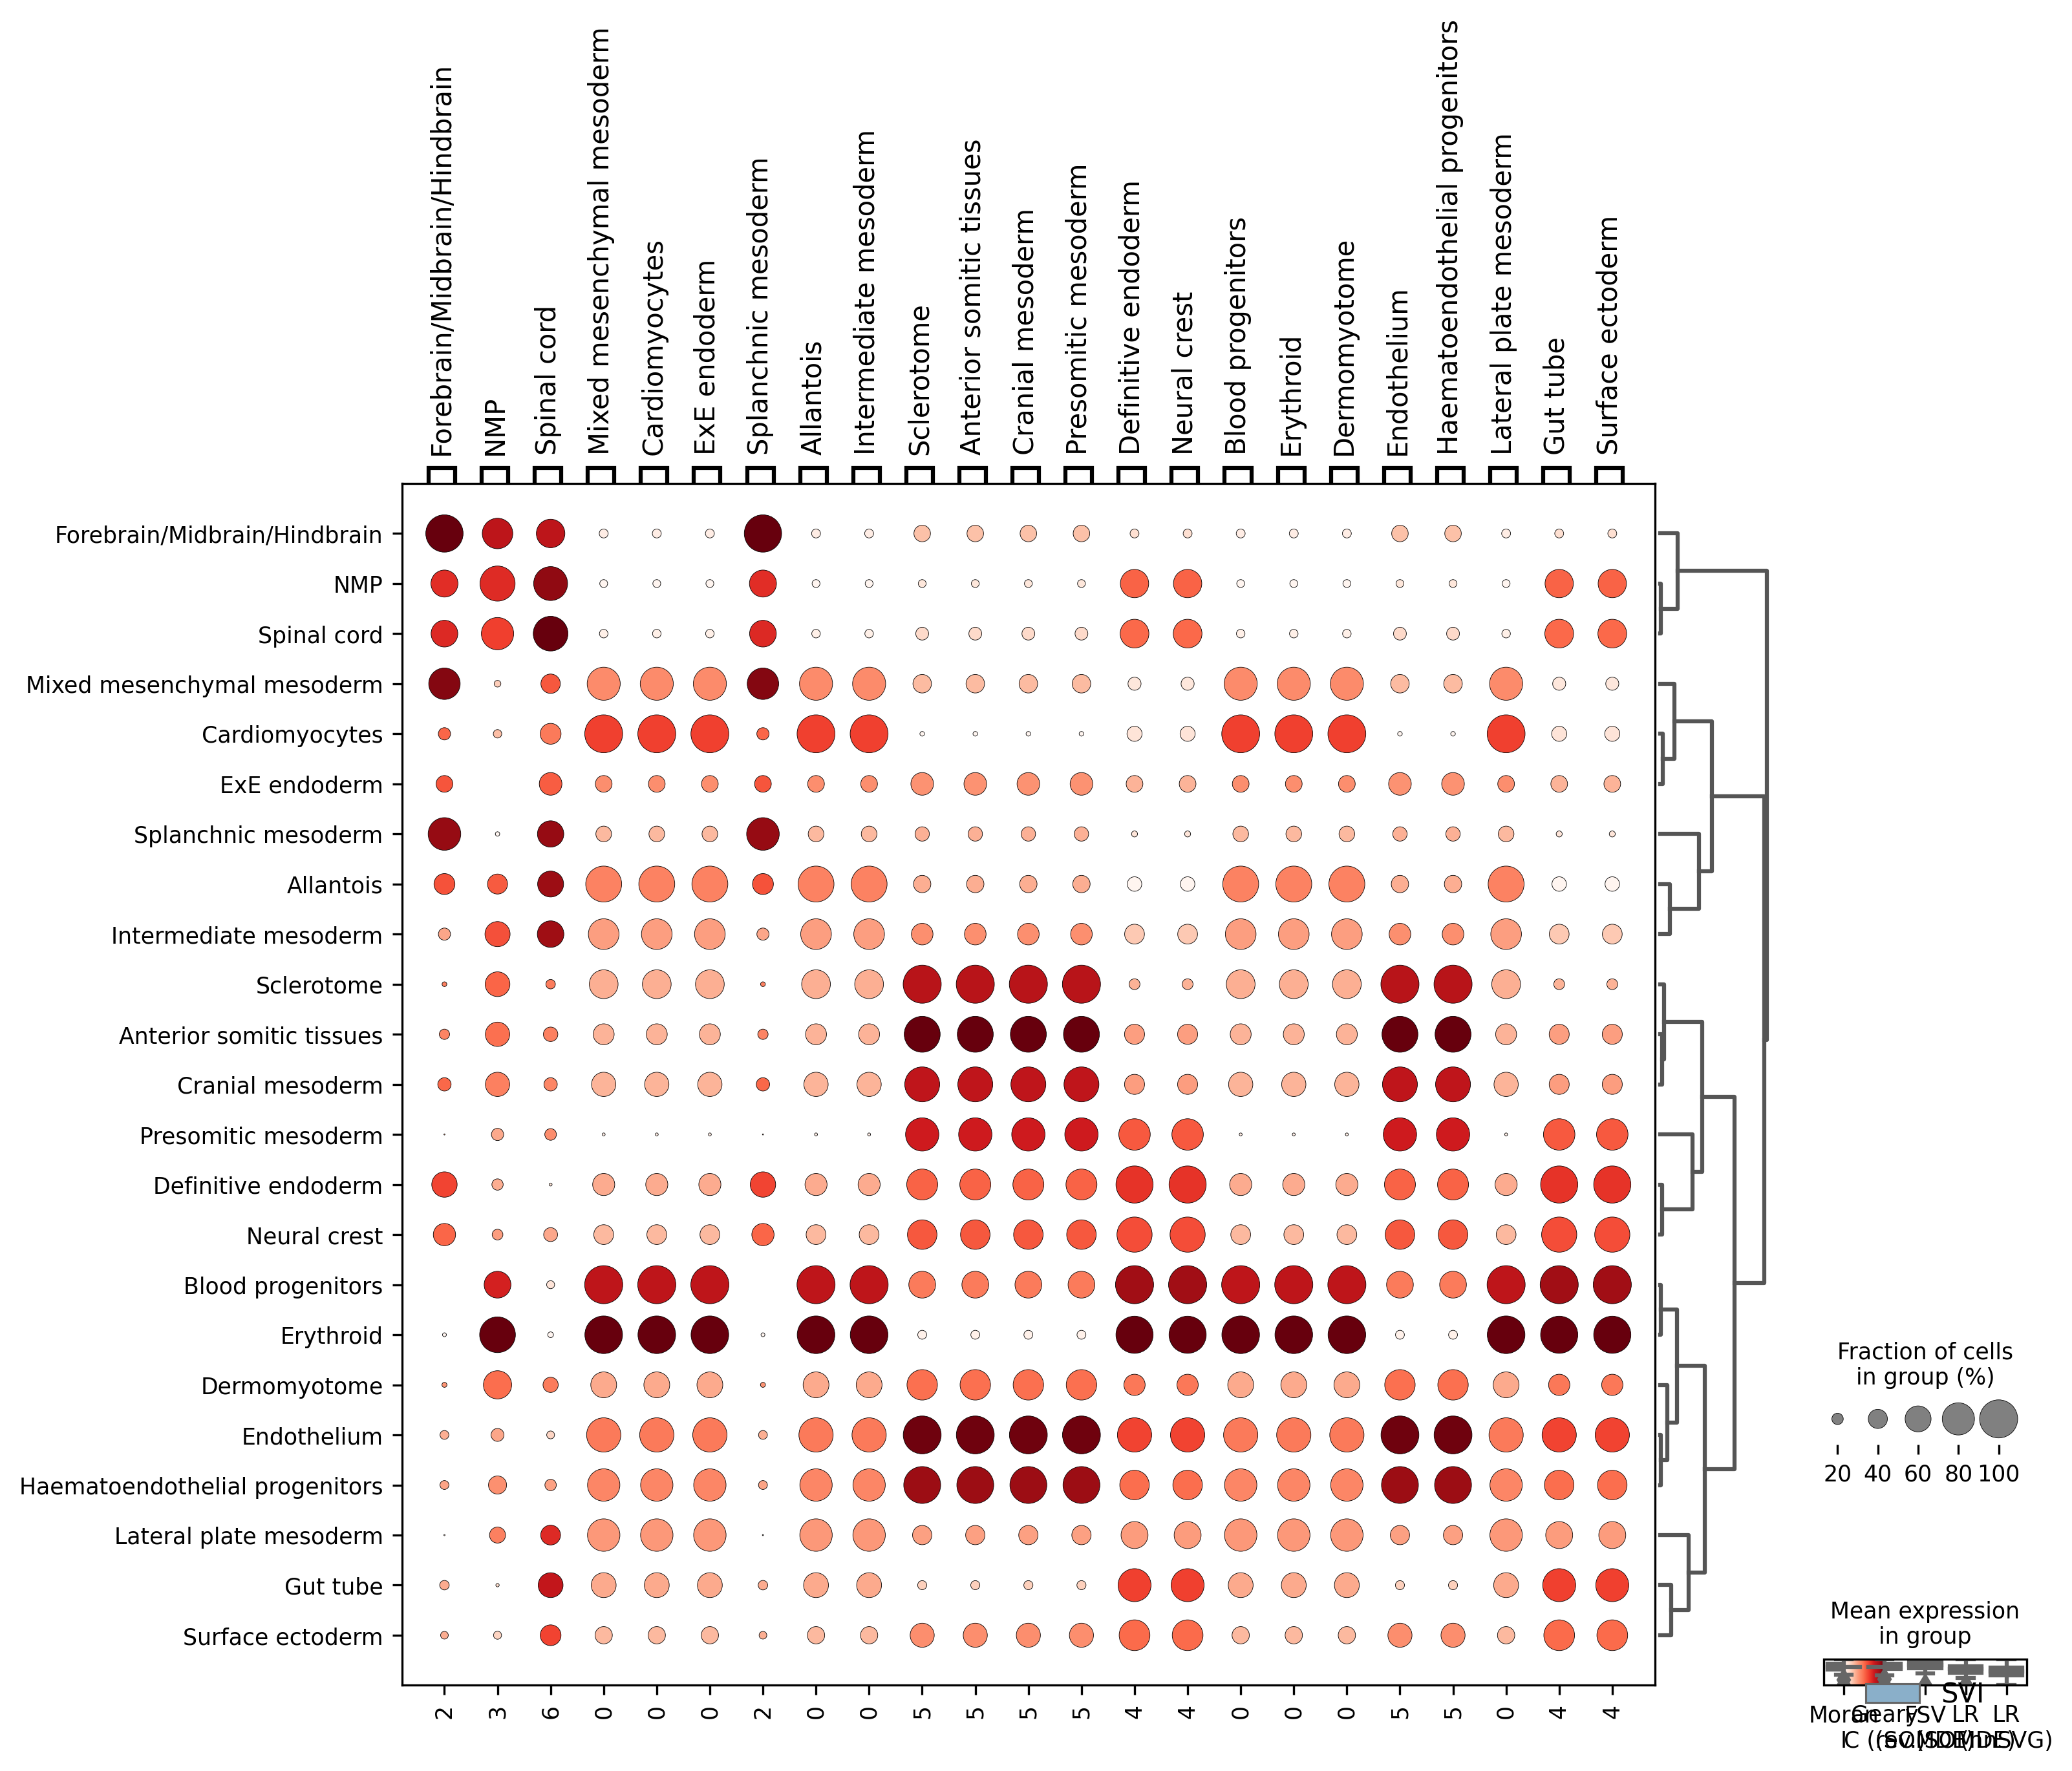 Forebrain/Midbrain/Hindbrain
NMP
Spinal cord
Mixed mesenchymal mesoderm
Cardiomyocytes
ExE endoderm
Splanchnic mesoderm
Allantois
Intermediate mesoderm
Sclerotome
Anterior somitic tissues
Cranial mesoderm
Presomitic mesoderm
Definitive endoderm
Neural crest
Blood progenitors
Erythroid
Dermomyotome
Endothelium
Haematoendothelial progenitors
Lateral plate mesoderm
Gut tube
Surface ectoderm
Forebrain/Midbrain/Hindbrain
NMP
Spinal cord
Mixed mesenchymal mesoderm
Cardiomyocytes
ExE endoderm
Splanchnic mesoderm
Allantois
Intermediate mesoderm
Sclerotome
Anterior somitic tissues
Cranial mesoderm
Presomitic mesoderm
Definitive endoderm
Neural crest
Blood progenitors
Erythroid
Dermomyotome
Endothelium
Haematoendothelial progenitors
Lateral plate mesoderm
Gut tube
Surface ectoderm
2 3 6 0 0 0 2 0 0 5 5 5 5 4 4 0 0 0 5 5 0 4 4
Fraction of cells
in group (%)
20 40 60 80 100
Mean expression
in group
SVI
LR LR